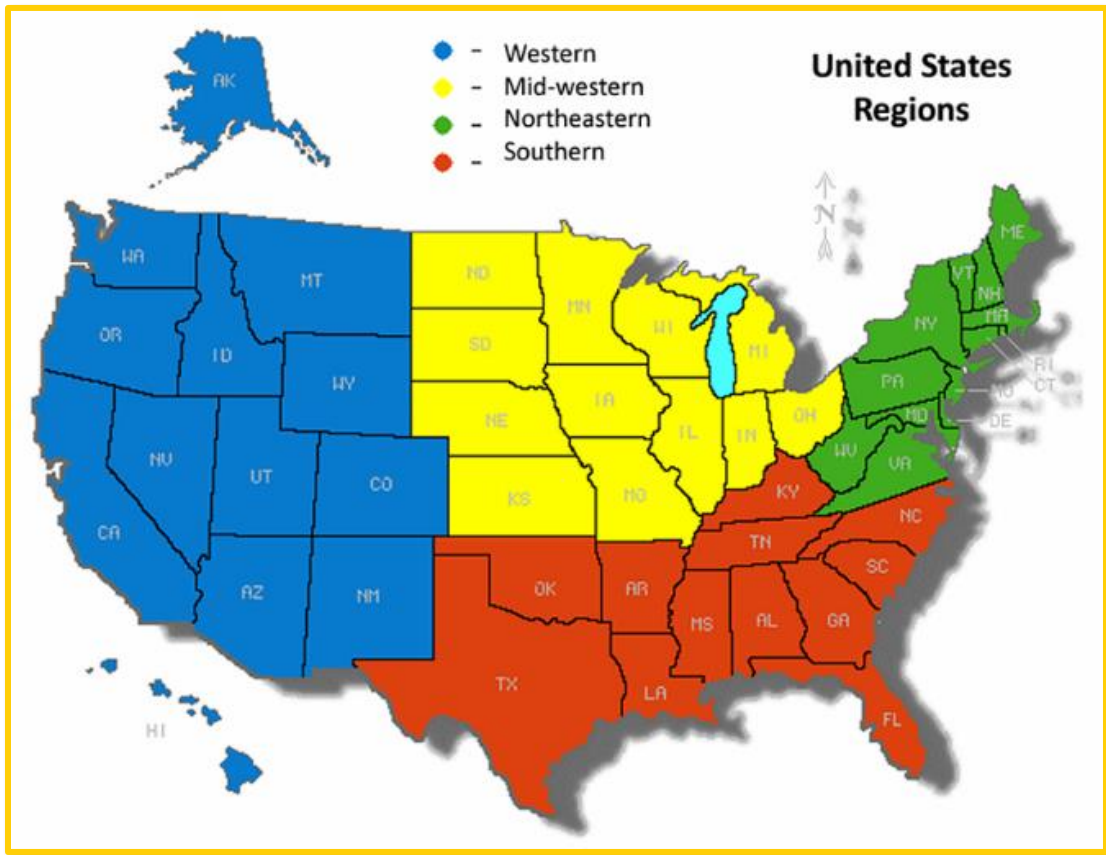 AK
- Western
- Mid-western
- Northeastern
- Southern
United States
Regions
N
WA
MT
ND
MN
ME
VT
NH
OR
ID
WY
SD
WI
MI
NY
MA
RI
CT
NV
UT
CO
NE
IA
IL
IN
OH
PA
MD
DE
CA
KS
MO
KY
WV
VA
AZ
NM
OK
AR
TN
NC
SC
TX
LA
MS
AL
GA
FL
HI